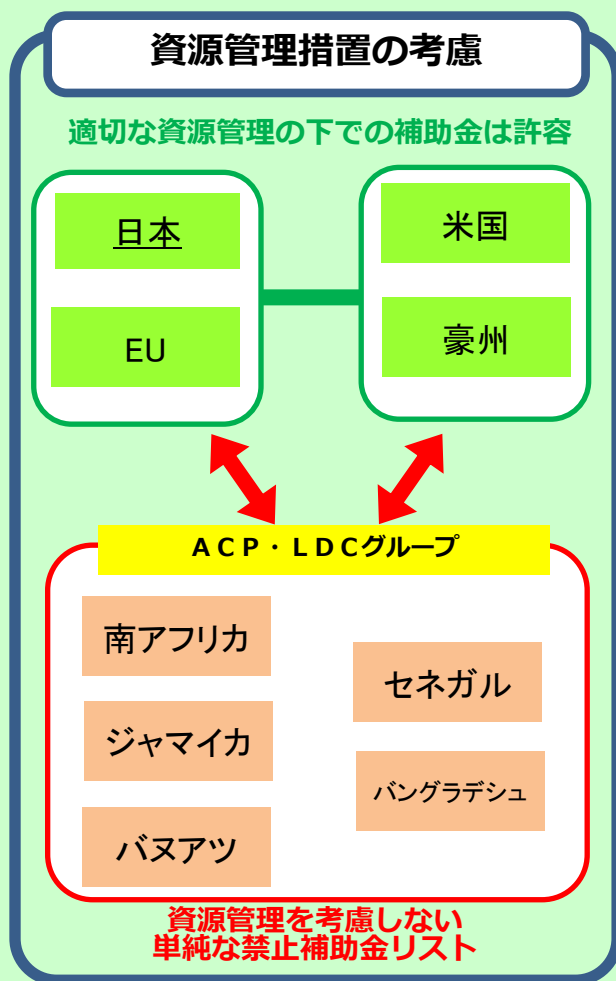 資源管理措置の考慮
適切な資源管理の下での補助金は許容
日本
EU
米国
豪州
ＡＣＰ・ＬＤＣグループ
南アフリカ
ジャマイカ
バヌアツ
セネガル
バングラデシュ
資源管理を考慮しない
単純な禁止補助金リスト